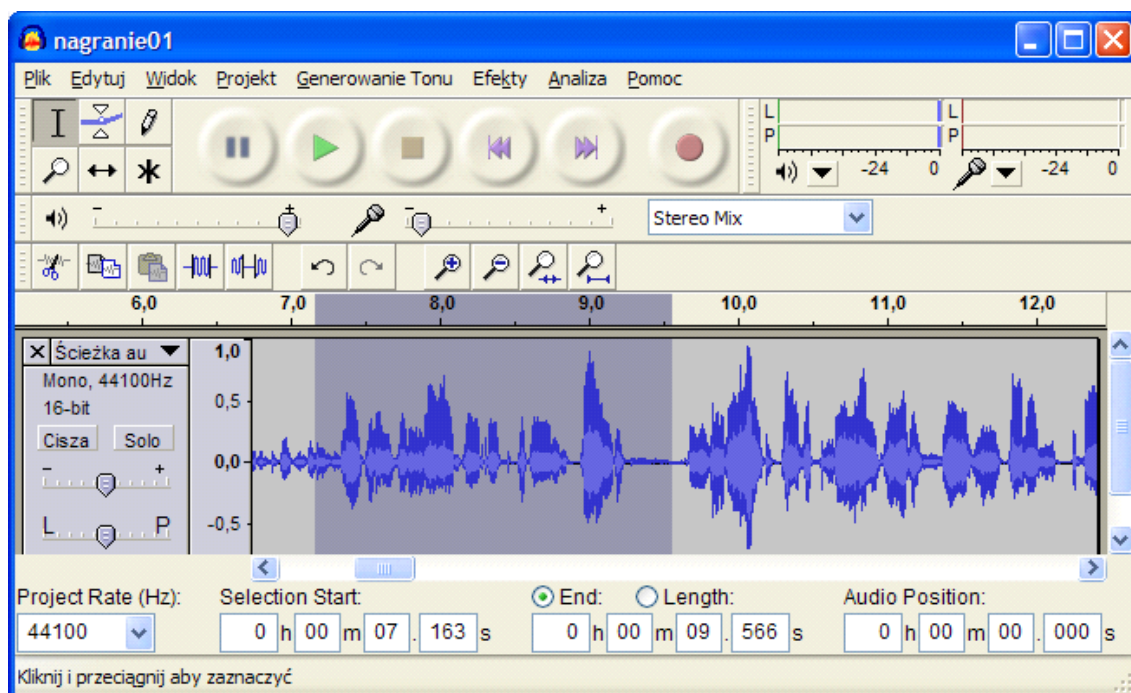 nagranie01
Plik Edytuj Widok Projekt Generowanie Tonu Efekty Analiza Pomoc
L L
P P
-24 0 -24 0
- + - + Stereo Mix
6,0 7,0 8,0 9,0 10,0 11,0 12,0
X Ścieżka au 1,0
Mono, 44100Hz
16-bit 0,5
Cisza Solo
- + 0,0
L P -0,5
Project Rate (Hz): Selection Start: End: Length: Audio Position:
44100 0 h 00 m 07 . 163 s 0 h 00 m 09 . 566 s 0 h 00 m 00 . 000 s
Kliknij i przeciągnij aby zaznaczyć